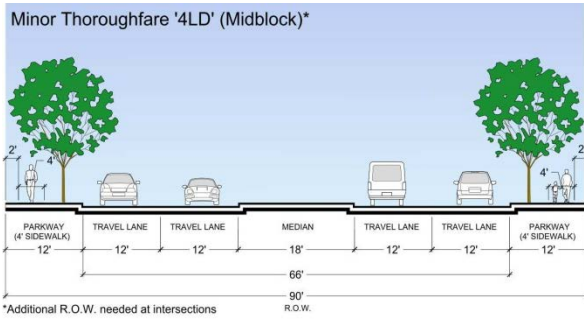 Minor Thoroughfare '4LD' (Midblock)*
2'
4'
4'
2
PARKWAY
(4' SIDEWALK)
TRAVEL LANE
TRAVEL LANE
MEDIAN
TRAVEL LANE
TRAVEL LANE
PARKWAY
(4' SIDEWALK)
12'
12'
12'
18'
12'
12'
12'
66'
90'
R.O.W.
*Additional R.O.W. needed at intersections